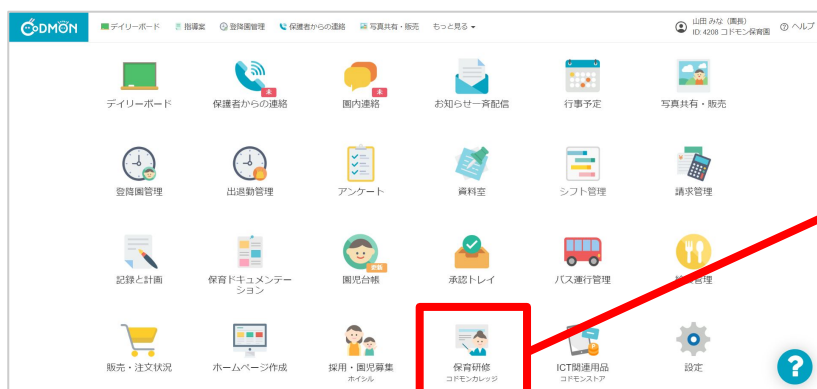 CoDMON
デイリーボード 指導案 登降園管理 保護者からの連絡 写真共有・販売 もっと見る
山田 みな（園長）
ID: 4208 コドモン保育園
ヘルプ
デイリーボード 保護者からの連絡 園内連絡 お知らせ一斉配信 行事予定 写真共有・販売
未 未
登降園管理 出退勤管理 アンケート 資料室 シフト管理 請求管理
記録と計画 保育ドキュメンテー
ション
園児台帳 承認トレイ バス運行管理 管理
販売・注文状況 ホームページ作成 採用・園児募集 保育研修 ICT関連用品 設定
ホイシル コドモンカレッジ コドモンストア
?